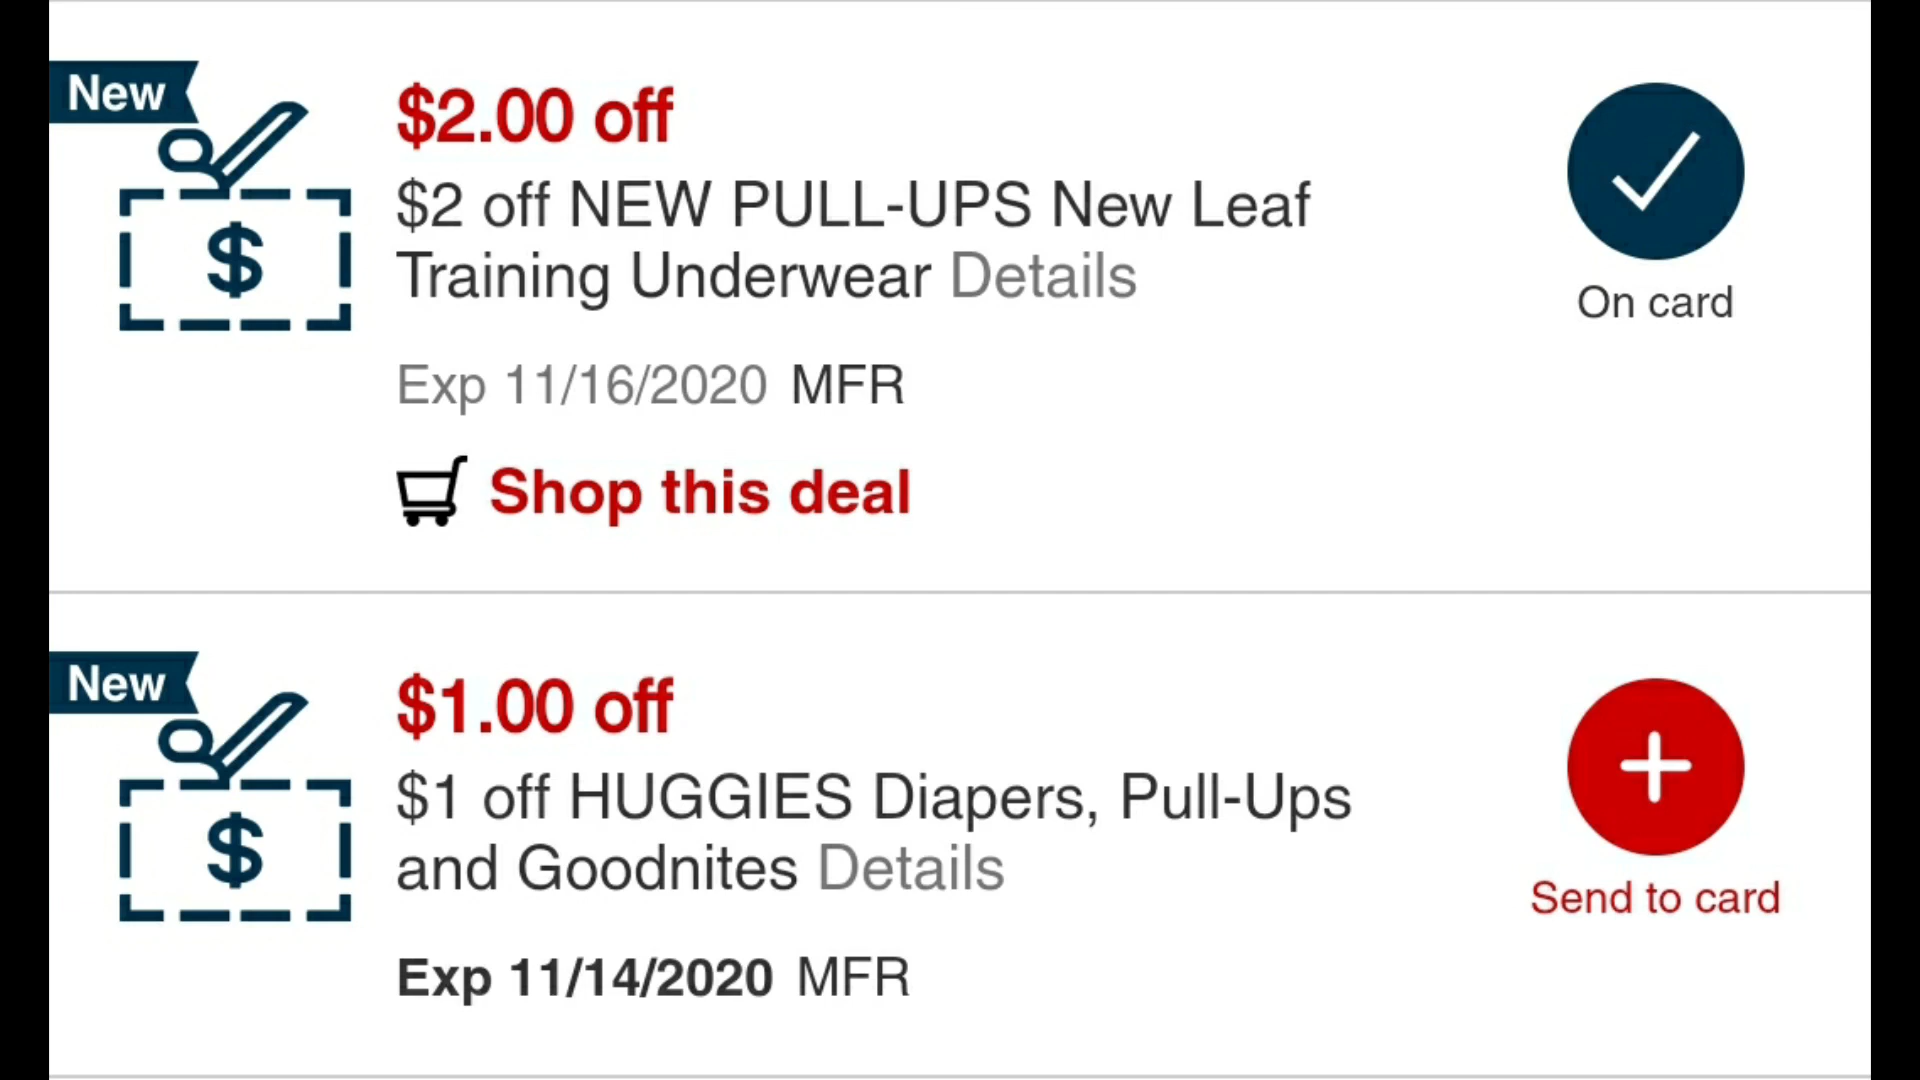 New
$2.00 off
$2 off NEW PULL-UPS New Leaf
Training Underwear Details
On card
Exp 11/16/2020 MFR
Shop this deal
New
$1.00 off
$1 off HUGGIES Diapers, Pull-Ups
and Goodnites Details
Send to card
Exp 11/14/2020 MFR